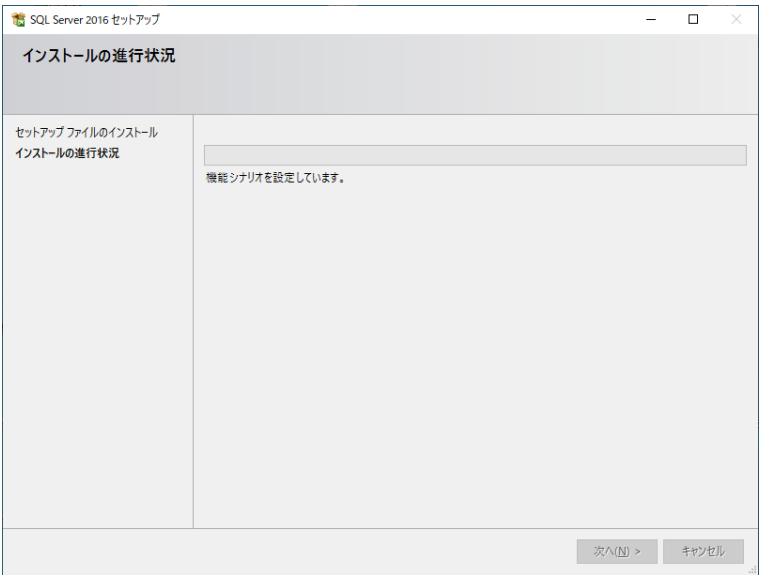 SQL Server 2016 セットアップ
インストールの進行状況
セットアップ ファイルのインストール
インストールの進行状況
機能シナリオを設定しています。
次へ(N) >
キャンセル